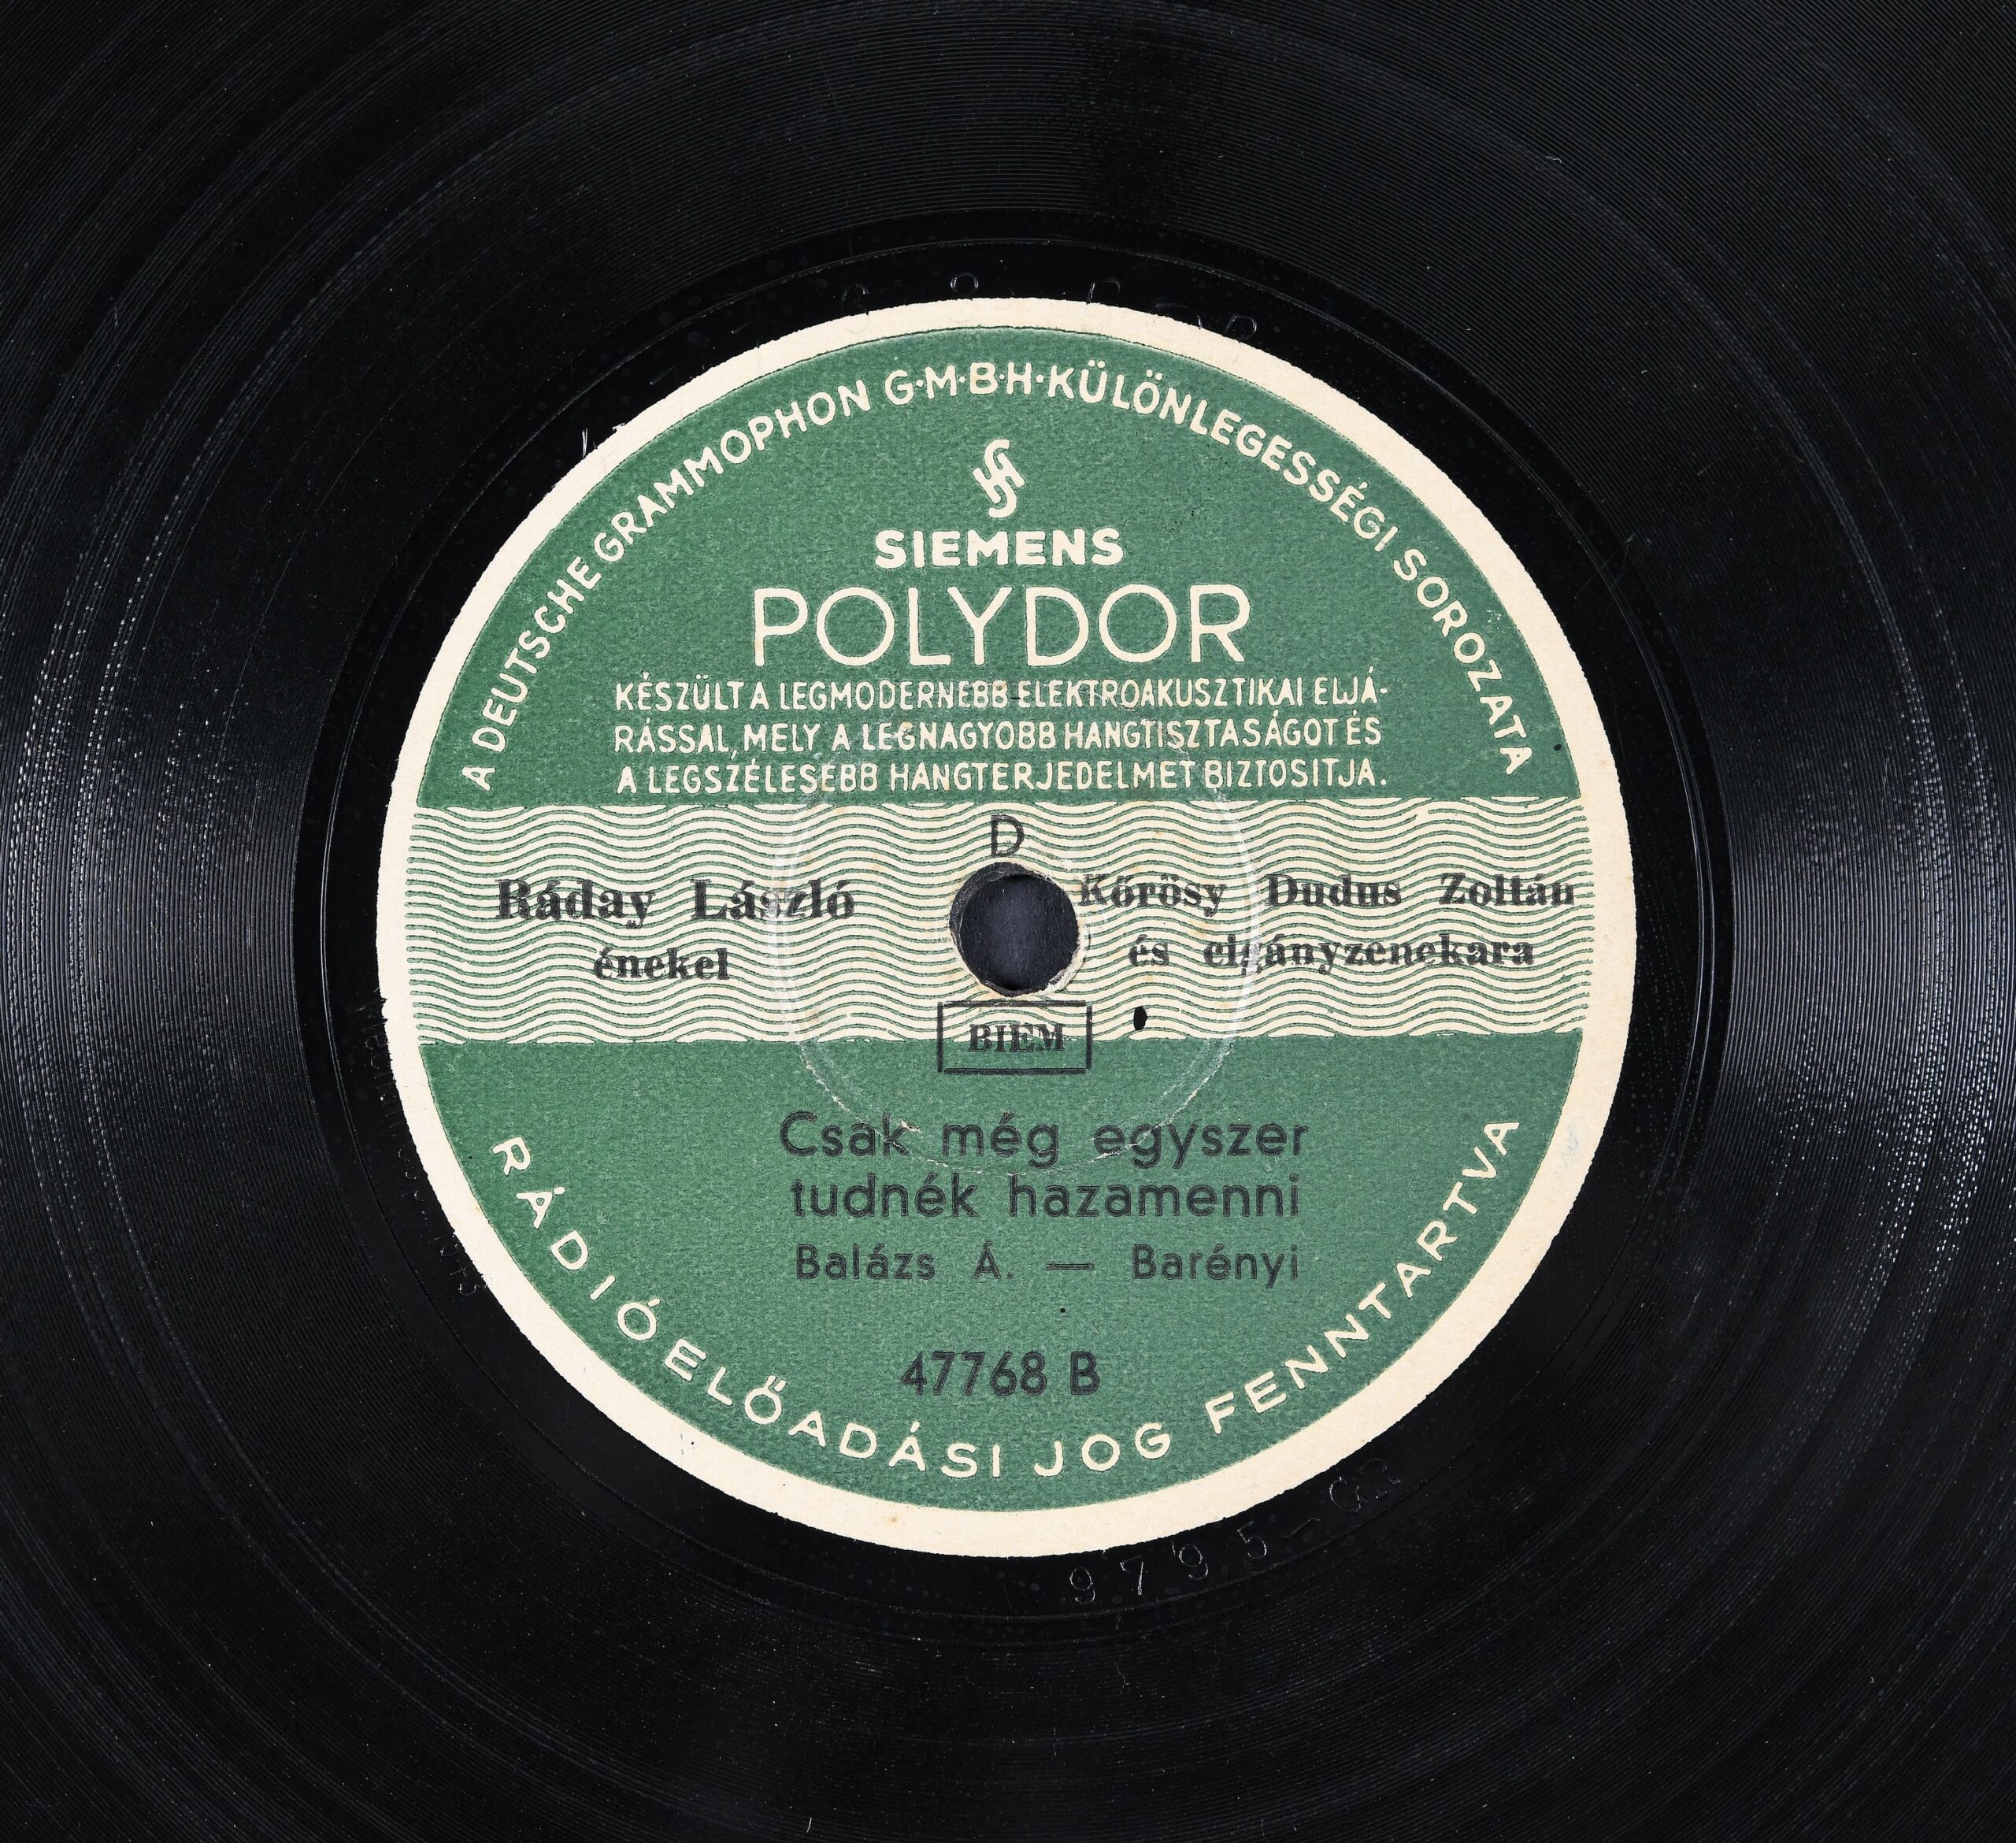 A DEUTSCHE GRAMMOPHON G·M·B·H·KÜLÖNLEGESSÉGI SOROZATA
SIEMENS
POLYDOR
KÉSZÜLT A LEGMODERNEBB ELEKTROAKUSZTIKAI ELJÁ-
RÁSSAL, MELY A LEGNAGYOBB HANGTISZTASÁGOT ÉS
A LEGSZÉLESEBB HANGTERJEDELMET BIZTOSITJA.
D
Ráday László
énekel
Kőrösy Dudus Zoltán
és cigányzenekara
BIEM
Csak még egyszer
tudnék hazamenni
Balázs Á. — Barényi
47768 B
RÁDIÓELŐADÁSI JOG FENNTARTVA
9795-GR